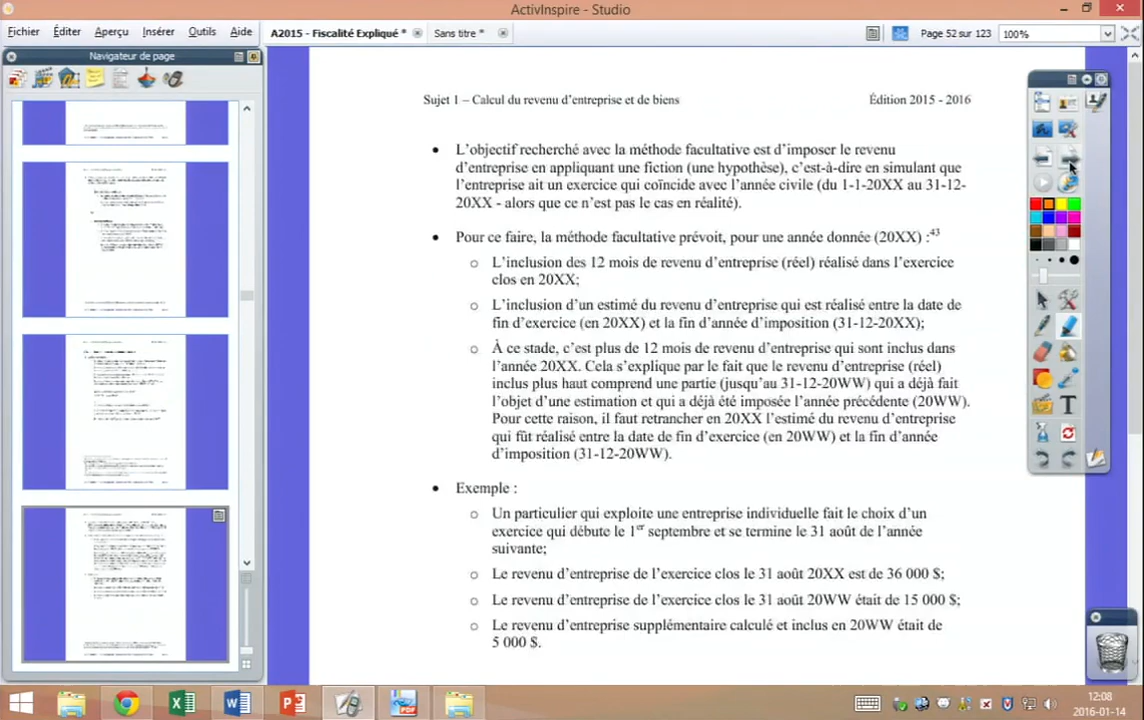 ActivInspire - Studio
Fichier Éditer Aperçu Insérer Outils Aide
A2015 - Fiscalité Expliqué * Sans titre *
Page 52 sur 123
100%
Navigateur de page
Sujet 1 – Calcul du revenu d'entreprise et de biens Édition 2015 - 2016
• L'objectif recherché avec la méthode facultative est d'imposer le revenu
d'entreprise en appliquant une fiction (une hypothèse), c'est-à-dire en simulant que
l'entreprise ait un exercice qui coïncide avec l'année civile (du 1-1-20XX au 31-12-
20XX - alors que ce n'est pas le cas en réalité).
• Pour ce faire, la méthode facultative prévoit, pour une année donnée (20XX) :43
o L'inclusion des 12 mois de revenu d'entreprise (réel) réalisé dans l'exercice
clos en 20XX;
o L'inclusion d'un estimé du revenu d'entreprise qui est réalisé entre la date de
fin d'exercice (en 20XX) et la fin d'année d'imposition (31-12-20XX);
o À ce stade, c'est plus de 12 mois de revenu d'entreprise qui sont inclus dans
l'année 20XX. Cela s'explique par le fait que le revenu d'entreprise (réel)
inclus plus haut comprend une partie (jusqu'au 31-12-20WW) qui a déjà fait
l'objet d'une estimation et qui a déjà été imposée l'année précédente (20WW).
Pour cette raison, il faut retrancher en 20XX l'estimé du revenu d'entreprise
qui fût réalisé entre la date de fin d'exercice (en 20WW) et la fin d'année
d'imposition (31-12-20WW).
• Exemple :
o Un particulier qui exploite une entreprise individuelle fait le choix d'un
exercice qui débute le 1er septembre et se termine le 31 août de l'année
suivante;
o Le revenu d'entreprise de l'exercice clos le 31 août 20XX est de 36 000 $;
o Le revenu d'entreprise de l'exercice clos le 31 août 20WW était de 15 000 $;
o Le revenu d'entreprise supplémentaire calculé et inclus en 20WW était de
5 000 $.
12:08
2016-01-14